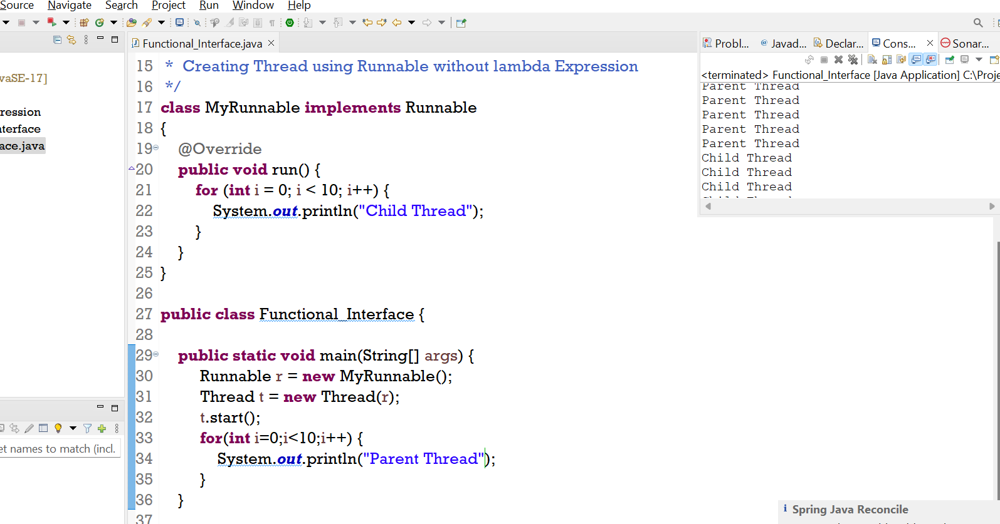 Source Navigate Search Project Run Window Help
Functional_Interface.java
Probl... Javad... Declar... Cons... Sonar...
<terminated> Functional_Interface [Java Application] C:\Proje
Parent Thread
Parent Thread
Parent Thread
Parent Thread
Parent Thread
Child Thread
Child Thread
Child Thread
Child Thread
vaSE-17]
ression
nterface
ace.java
et names to match (incl.
15 * Creating Thread using Runnable without lambda Expression
16 */
17 class MyRunnable implements Runnable
18 {
19 @Override
20 public void run() {
21 for (int i = 0; i < 10; i++) {
22 System.out.println("Child Thread");
23 }
24 }
25 }
26
27 public class Functional_Interface {
28
29 public static void main(String[] args) {
30 Runnable r = new MyRunnable();
31 Thread t = new Thread(r);
32 t.start();
33 for(int i=0;i<10;i++) {
34 System.out.println("Parent Thread");
35 }
36 }
37
Spring Java Reconcile